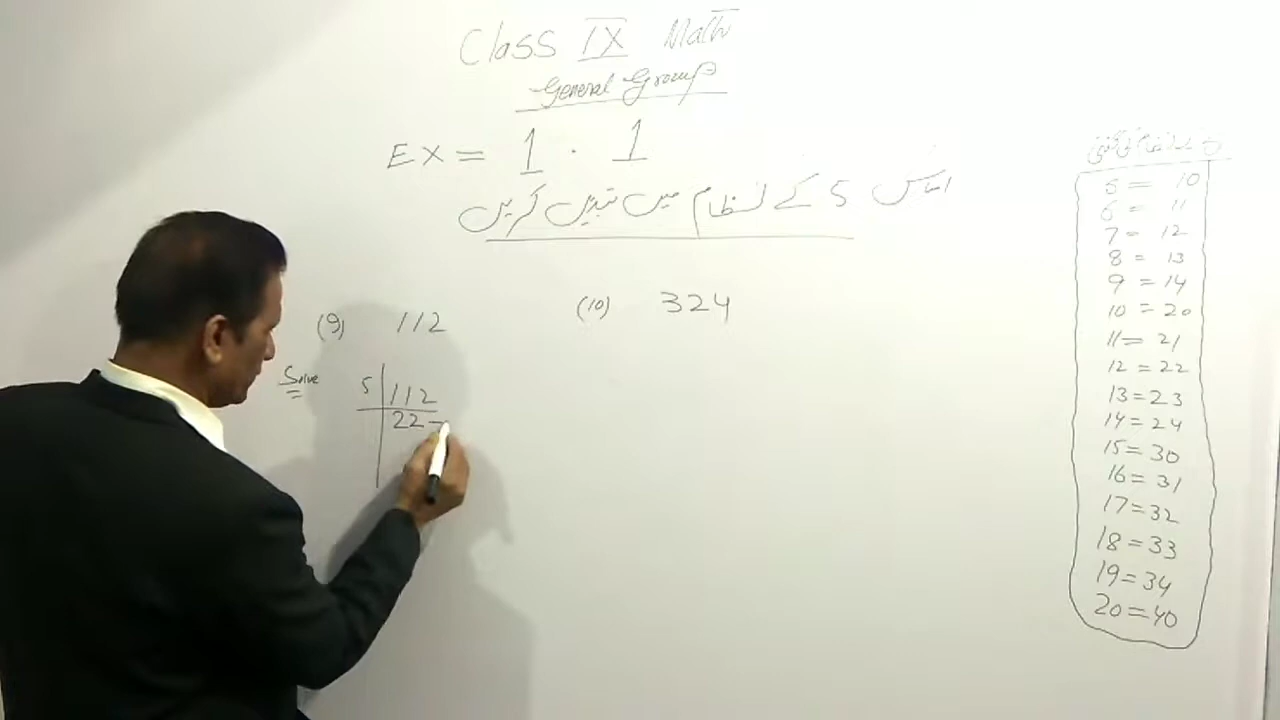 Class IX Math
General Group
EX = 1 . 1
اساس 5 کے نظام میں تبدیل کریں
(9) 112
(10) 324
Solve
5 | 112
22 -
5 = 10
6 = 11
7 = 12
8 = 13
9 = 14
10 = 20
11 = 21
12 = 22
13 = 23
14 = 24
15 = 30
16 = 31
17 = 32
18 = 33
19 = 34
20 = 40